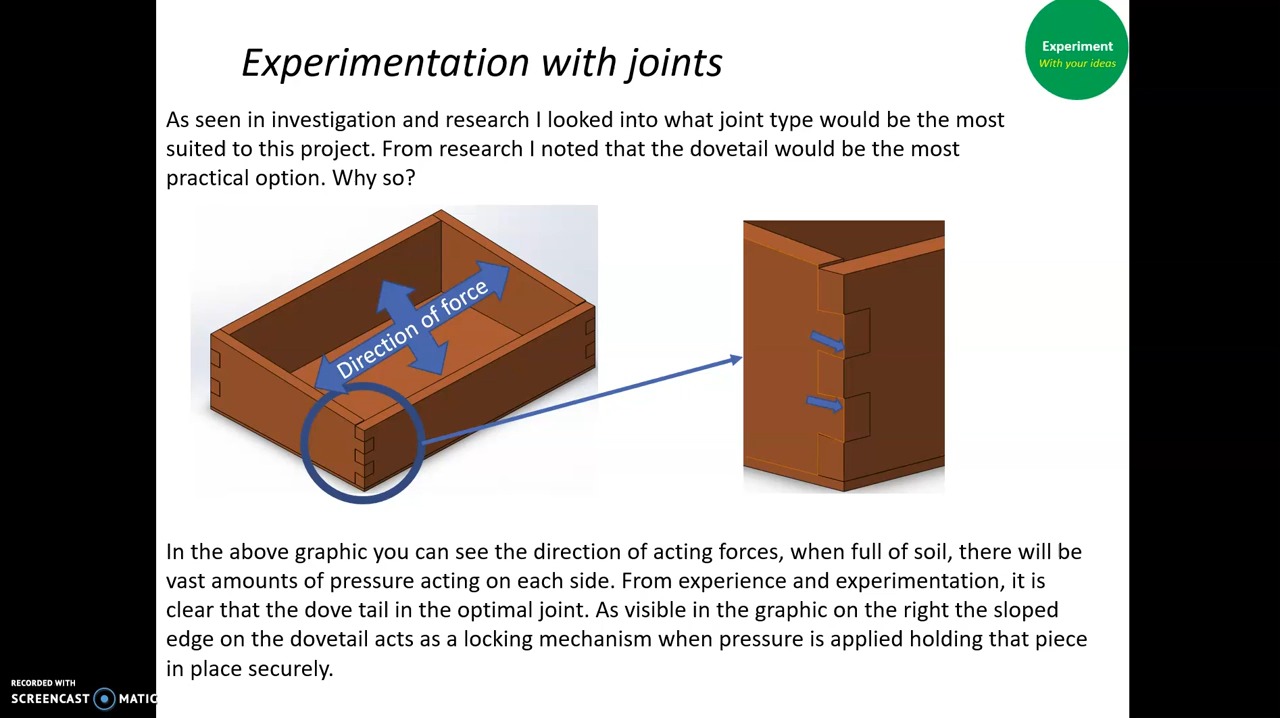 Experimentation with joints
Experiment
With your ideas
As seen in investigation and research I looked into what joint type would be the most
suited to this project. From research I noted that the dovetail would be the most
practical option. Why so?
Direction of force
In the above graphic you can see the direction of acting forces, when full of soil, there will be
vast amounts of pressure acting on each side. From experience and experimentation, it is
clear that the dove tail in the optimal joint. As visible in the graphic on the right the sloped
edge on the dovetail acts as a locking mechanism when pressure is applied holding that piece
in place securely.
RECORDED WITH
SCREENCAST MATIC